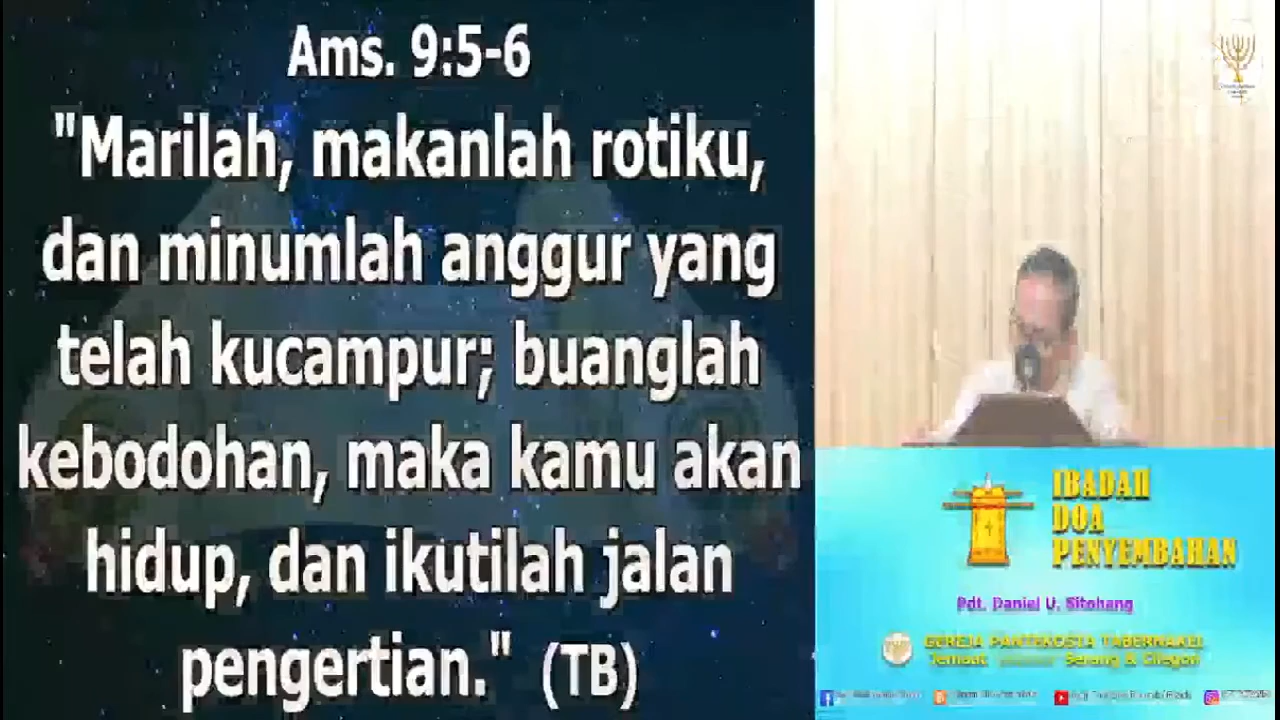 Ams. 9:5-6
"Marilah, makanlah rotiku,
dan minumlah anggur yang
telah kucampur; buanglah
kebodohan, maka kamu akan
hidup, dan ikutilah jalan
pengertian." (TB)
IBADAH
DOA
PENYEMBAHAN
Pdt. Daniel U. Sitohang
GEREJA PANTEKOSTA TABERNAKEL
Serang & Cilegon